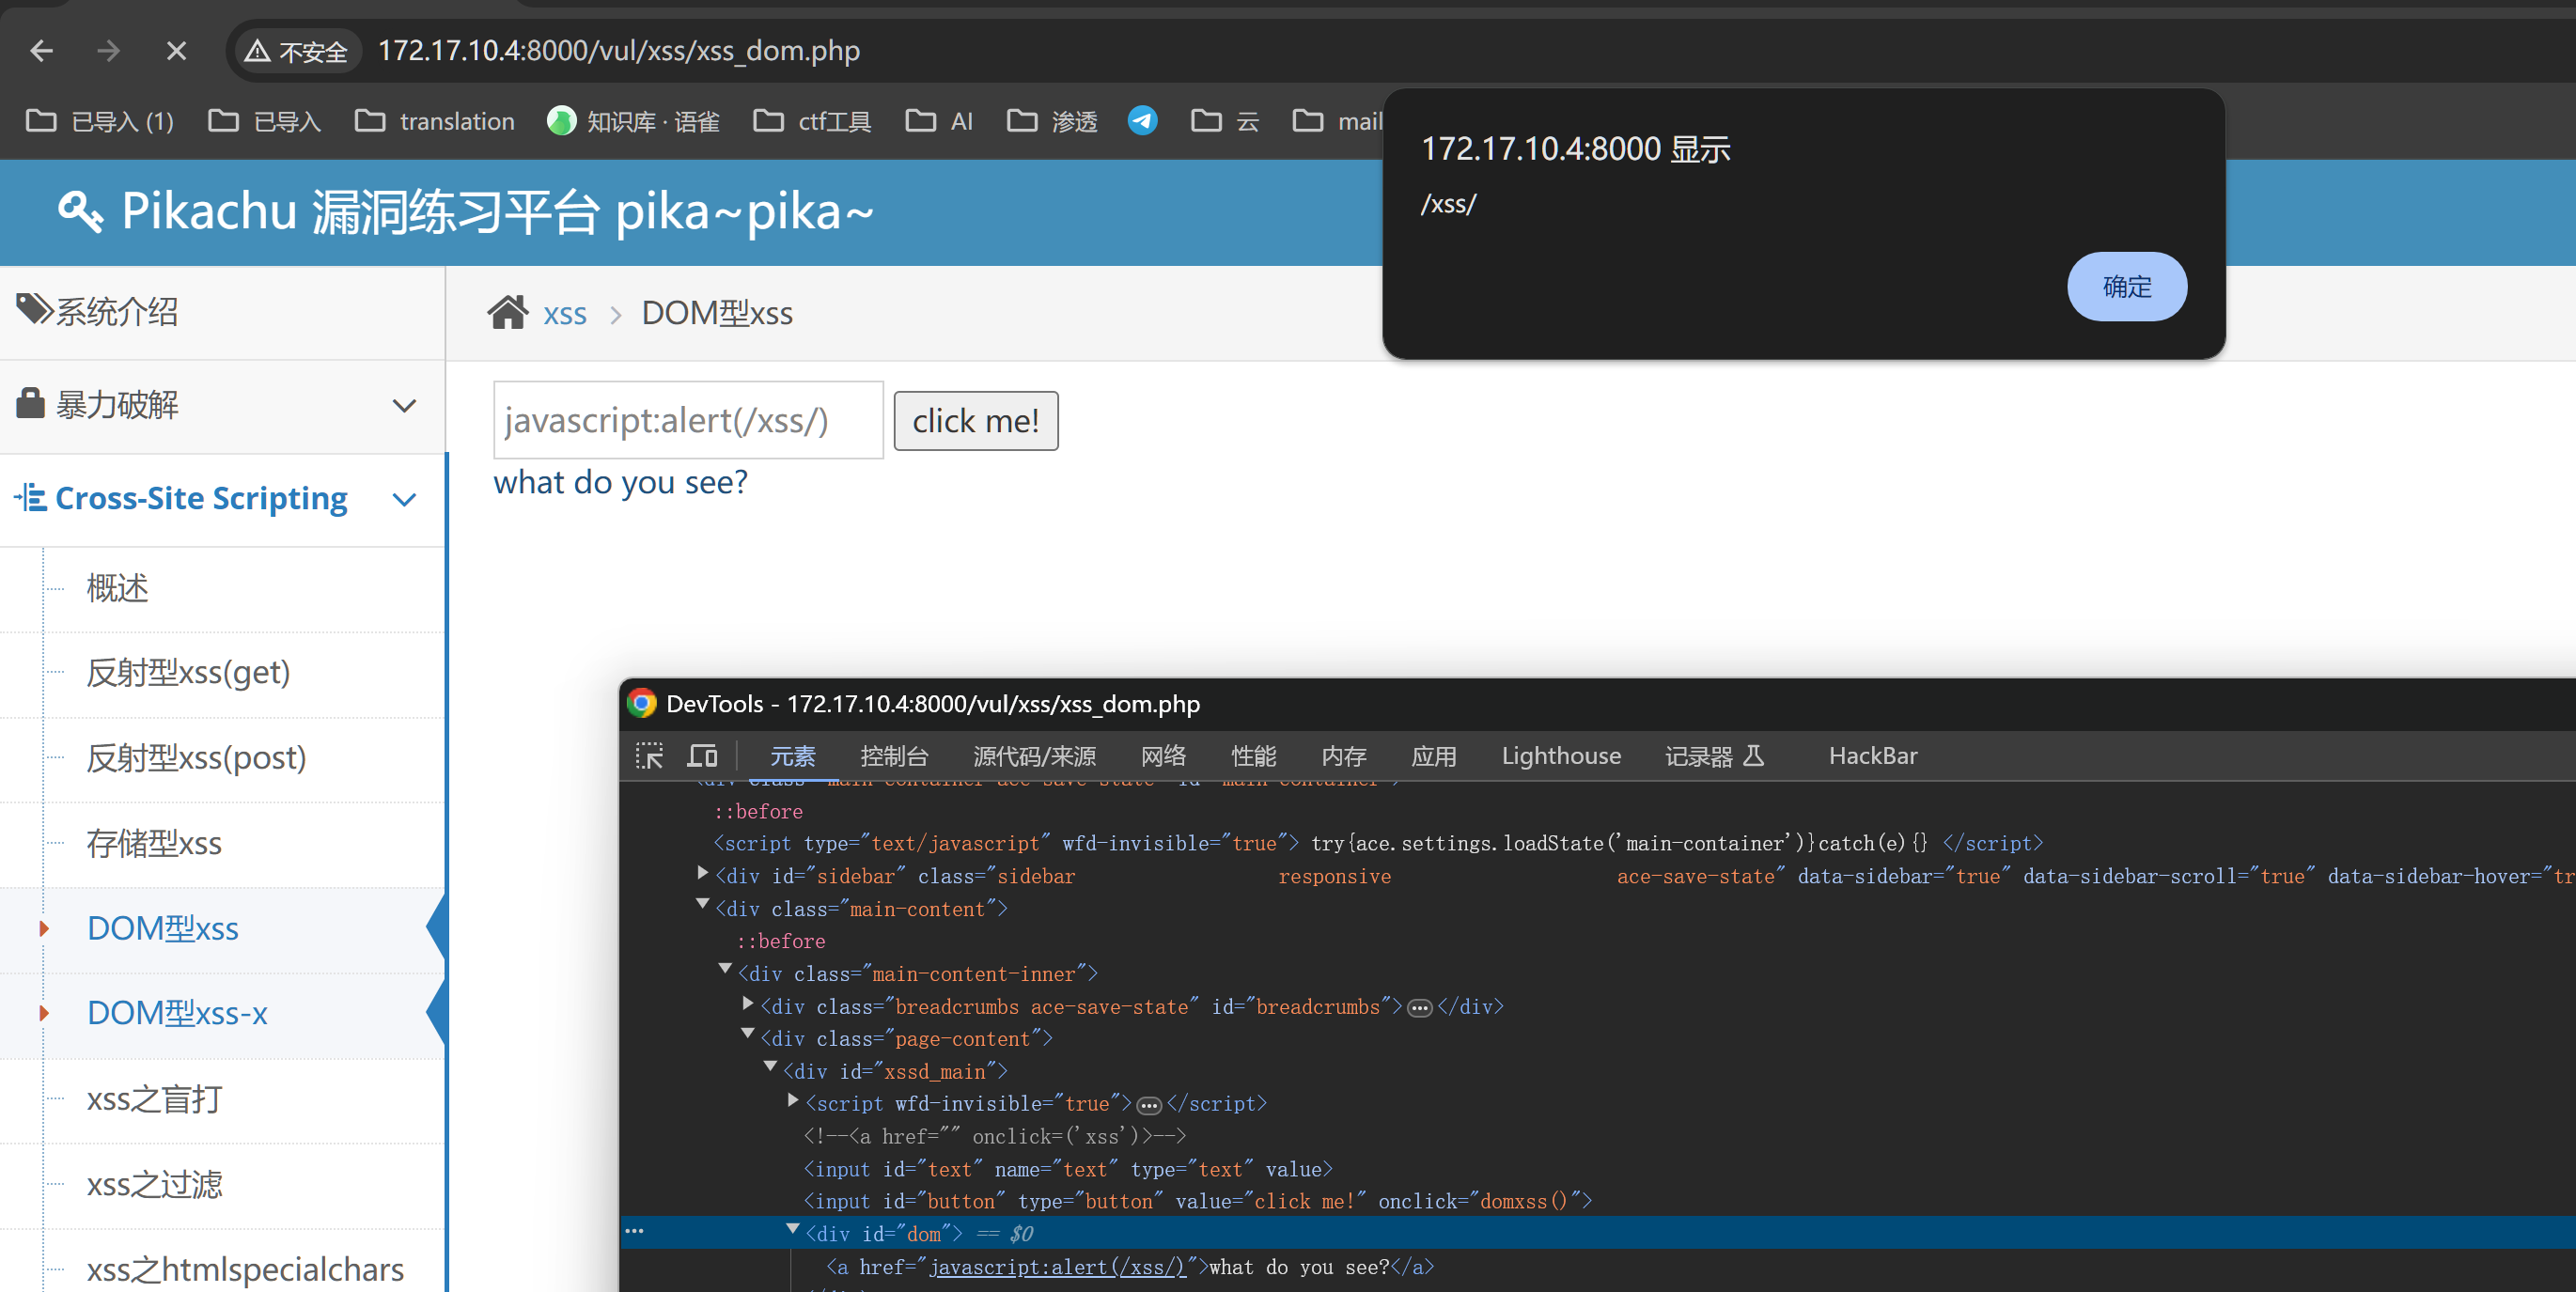 不安全 172.17.10.4:8000/vul/xss/xss_dom.php
已导入 (1) 已导入 translation 知识库 · 语雀 ctf工具 AI 渗透 云 mail
172.17.10.4:8000 显示
/xss/
确定
Pikachu 漏洞练习平台 pika~pika~
系统介绍
暴力破解
Cross-Site Scripting
概述
反射型xss(get)
反射型xss(post)
存储型xss
DOM型xss
DOM型xss-x
xss之盲打
xss之过滤
xss之htmlspecialchars
xss DOM型xss
javascript:alert(/xss/) click me!
what do you see?
DevTools - 172.17.10.4:8000/vul/xss/xss_dom.php
元素 控制台 源代码/来源 网络 性能 内存 应用 Lighthouse 记录器 HackBar
<div class="main-container ace-save-state" id="main-container">
::before
<script type="text/javascript" wfd-invisible="true"> try{ace.settings.loadState('main-container')}catch(e){} </script>
<div id="sidebar" class="sidebar responsive ace-save-state" data-sidebar="true" data-sidebar-scroll="true" data-sidebar-hover="tr
<div class="main-content">
::before
<div class="main-content-inner">
<div class="breadcrumbs ace-save-state" id="breadcrumbs">…</div>
<div class="page-content">
<div id="xssd_main">
<script wfd-invisible="true">…</script>
<!--<a href="" onclick=('xss')>-->
<input id="text" name="text" type="text" value>
<input id="button" type="button" value="click me!" onclick="domxss()">
… <div id="dom"> == $0
<a href="javascript:alert(/xss/)">what do you see?</a>